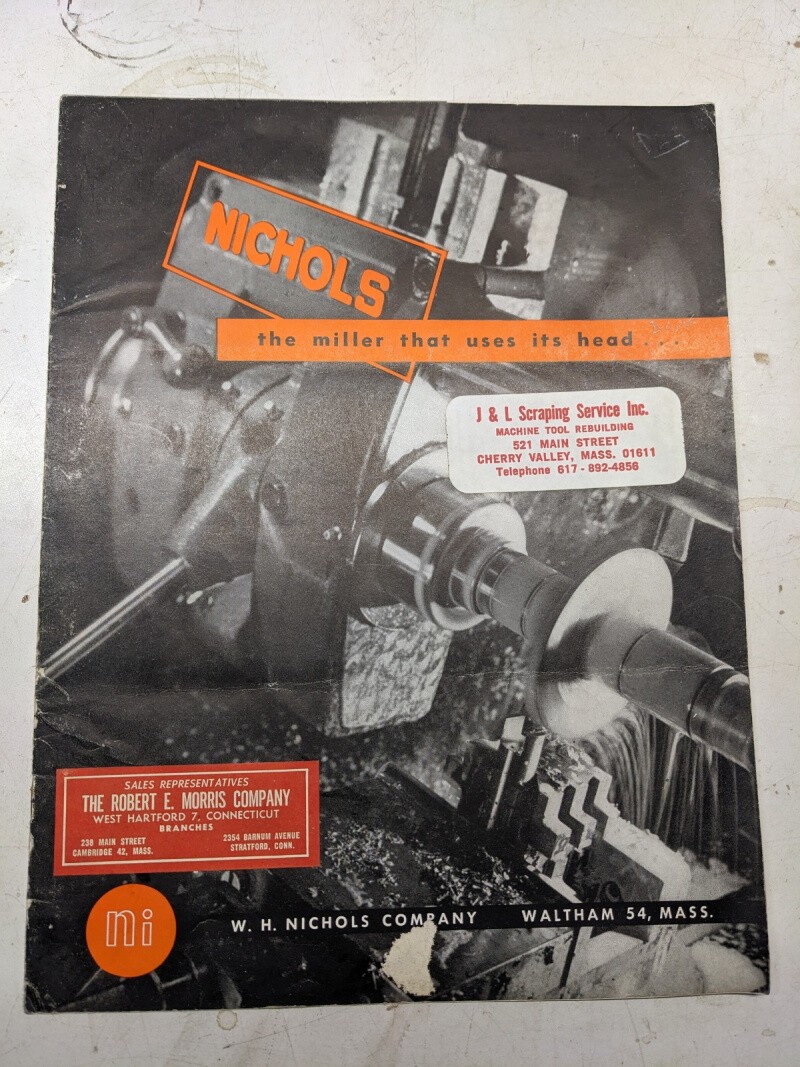 NICHOLS
the miller that uses its head . . .
J & L Scraping Service Inc.
MACHINE TOOL REBUILDING
521 MAIN STREET
CHERRY VALLEY, MASS. 01611
Telephone 617 - 892-4856
SALES REPRESENTATIVES
THE ROBERT E. MORRIS COMPANY
WEST HARTFORD 7, CONNECTICUT
BRANCHES
238 MAIN STREET
CAMBRIDGE 42, MASS.
2354 BARNUM AVENUE
STRATFORD, CONN.
ni
W. H. NICHOLS COMPANY WALTHAM 54, MASS.